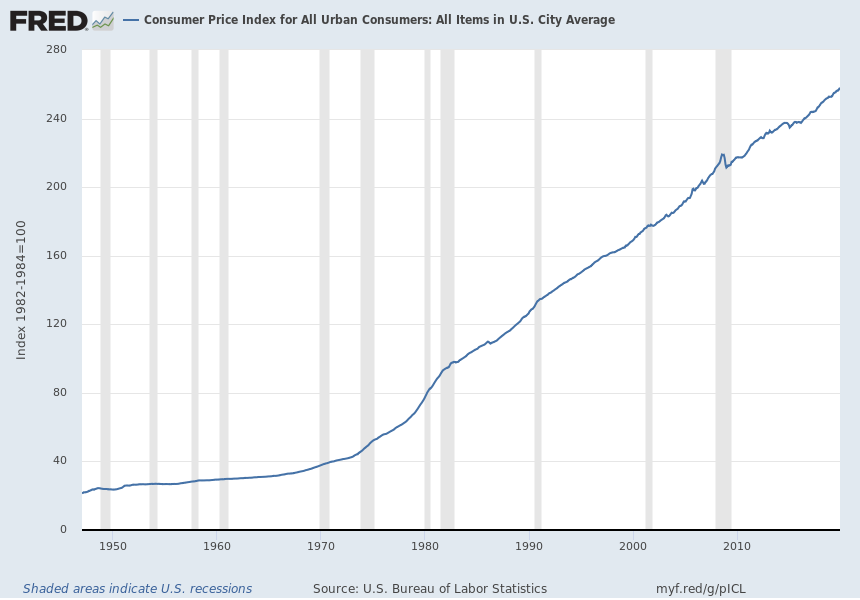 FRED Consumer Price Index for All Urban Consumers: All Items in U.S. City Average
280
240
200
160
120
80
40
0
Index 1982-1984=100
1950 1960 1970 1980 1990 2000 2010
Shaded areas indicate U.S. recessions Source: U.S. Bureau of Labor Statistics myf.red/g/pICL